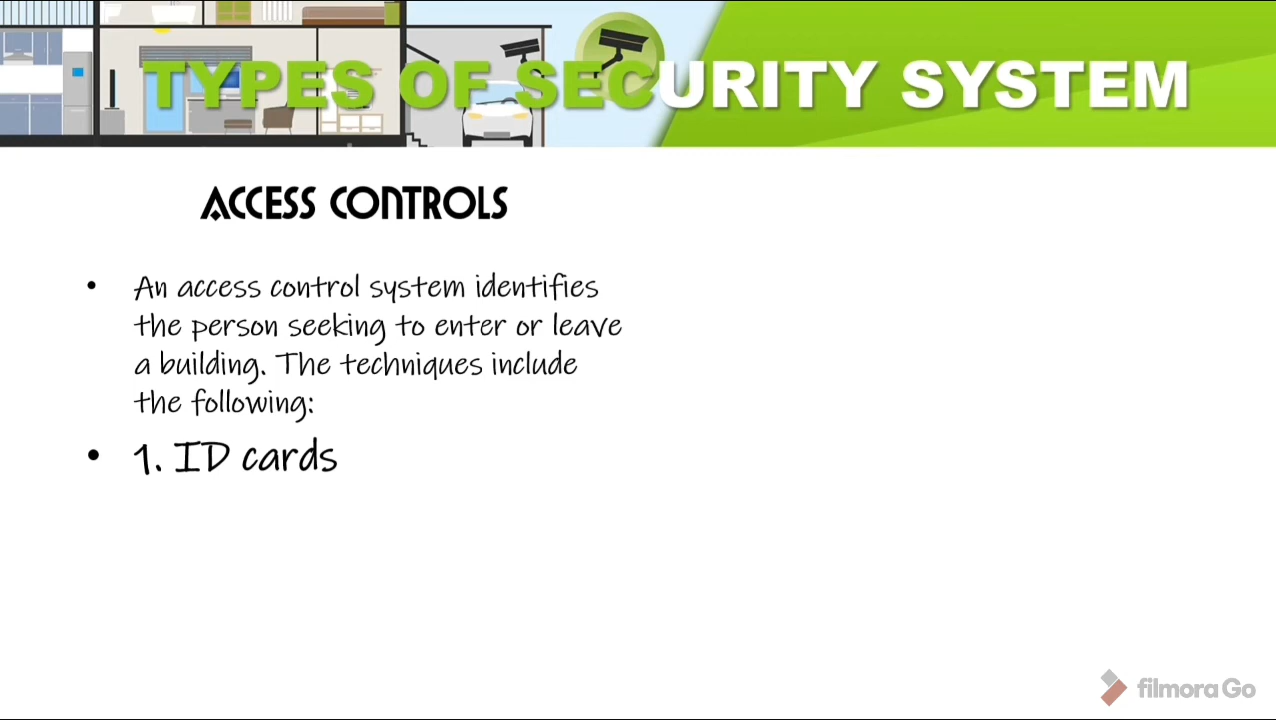 TYPES OF SECURITY SYSTEM
ACCESS CONTROLS
• An access control system identifies
the person seeking to enter or leave
a building. The techniques include
the following:
• 1. ID cards
filmora Go